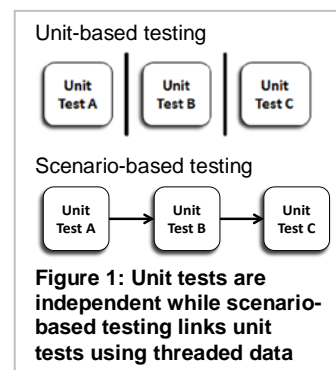 Unit-based testing
Unit Unit Unit
Test A Test B Test C
Scenario-based testing
Unit Unit Unit
Test A Test B Test C
Figure 1: Unit tests are
independent while scenario-
based testing links unit
tests using threaded data